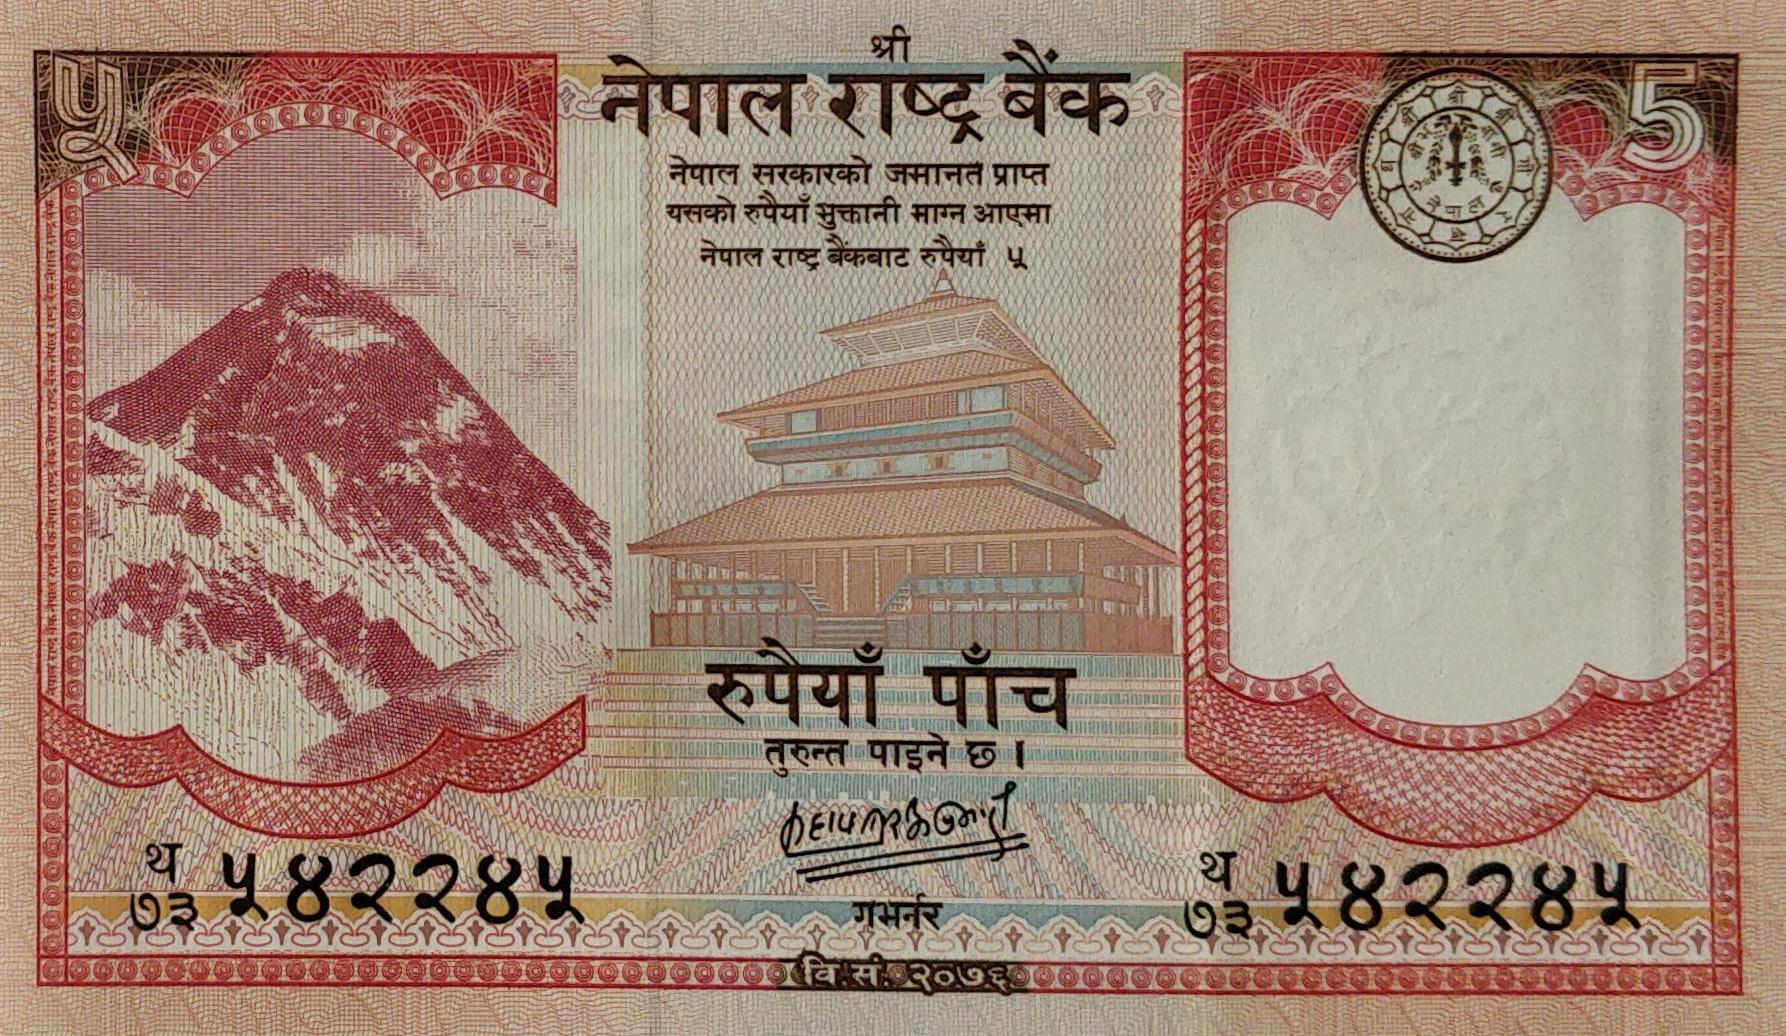 ५
5
श्री
नेपाल राष्ट्र बैंक
नेपाल सरकारको जमानत प्राप्त
यसको रुपैयाँ भुक्तानी माग्न आएमा
नेपाल राष्ट्र बैंकबाट रुपैयाँ ५
रुपैयाँ पाँच
तुरुन्त पाइने छ ।
गभर्नर
थ
७३ ५४२२४५
थ
७३ ५४२२४५
वि.सं. २०७६